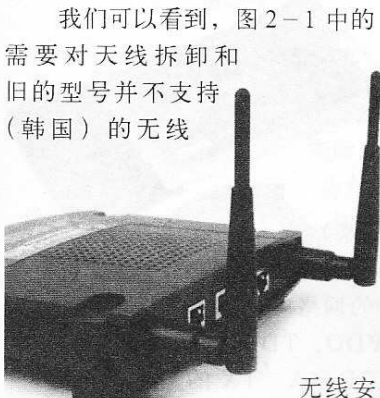 我们可以看到，图2-1中的
需要对天线拆卸和
旧的型号并不支持
（韩国）的无线
无线安